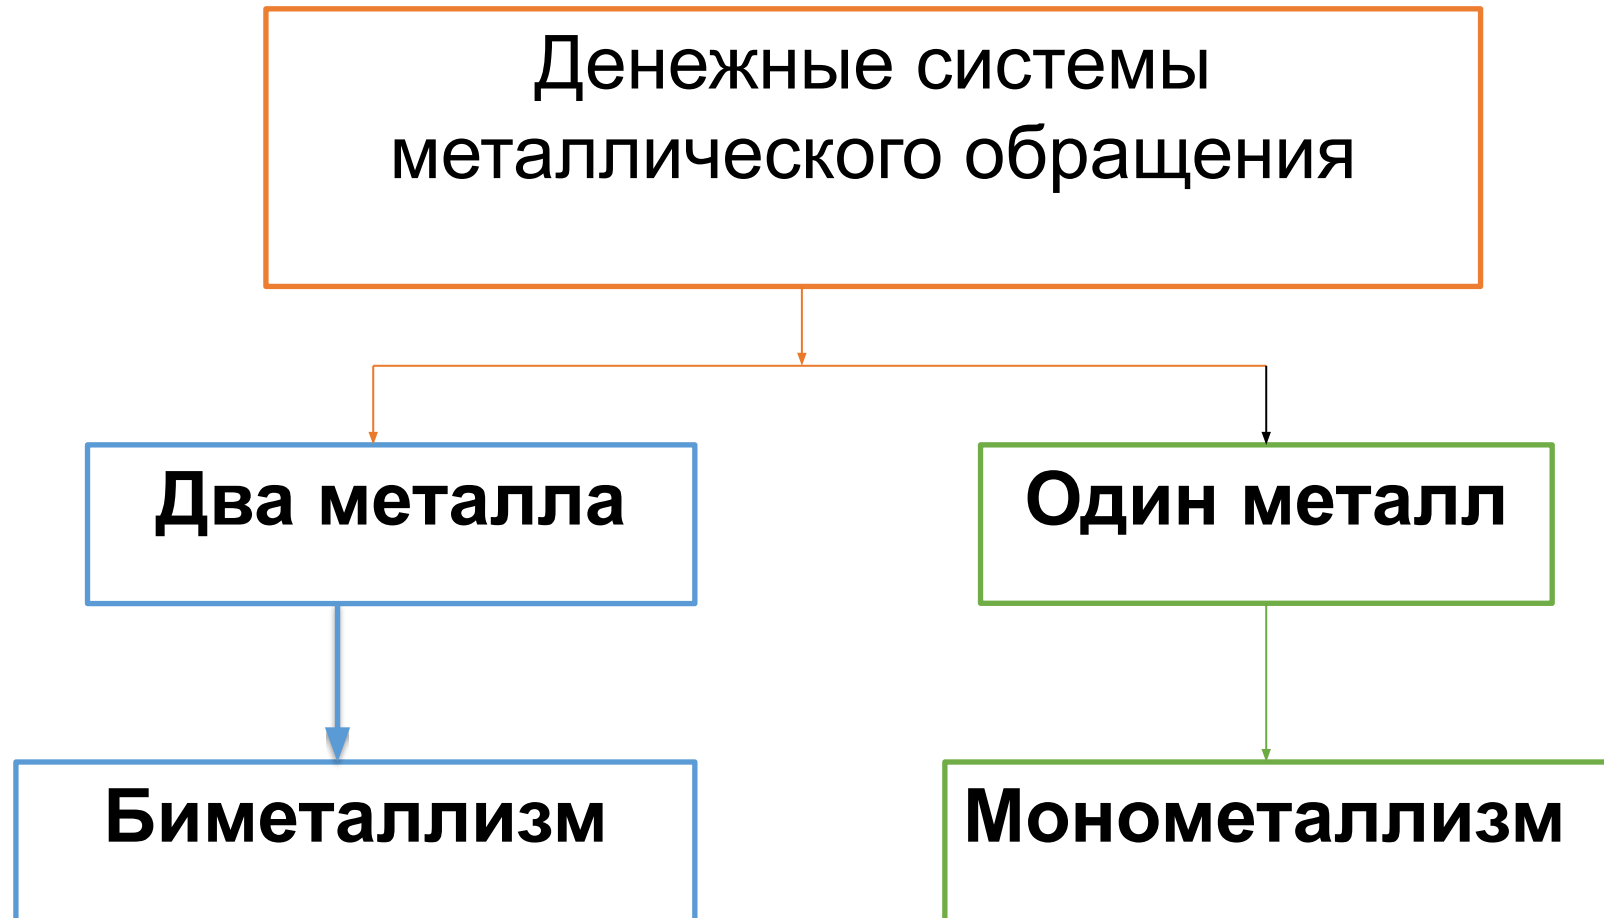 Денежные системы
металлического обращения
Два металла
Один металл
Биметаллизм
Монометаллизм